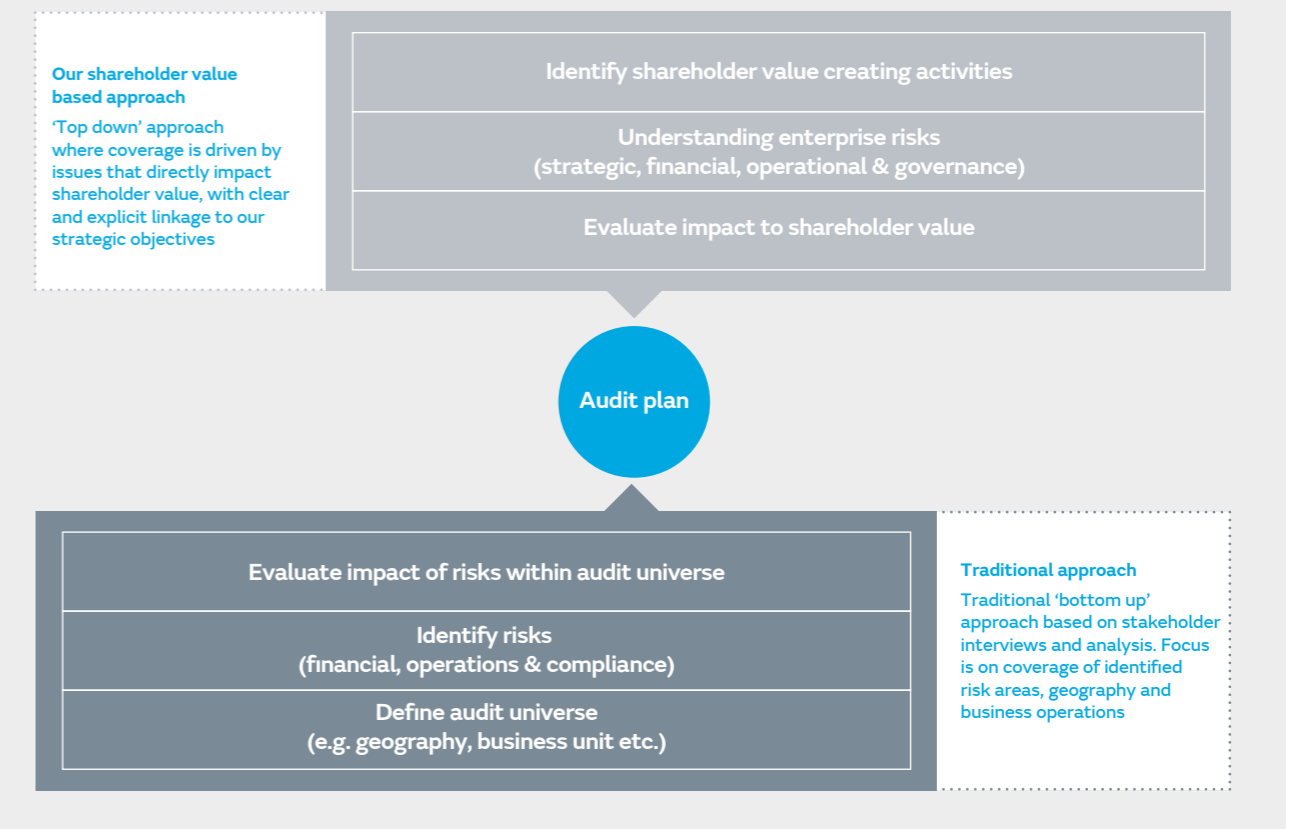 Our shareholder value
based approach
‘Top down’ approach
where coverage is driven by
issues that directly impact
shareholder value, with clear
and explicit linkage to our
strategic objectives
Identify shareholder value creating activities
Understanding enterprise risks
(strategic, financial, operational & governance)
Evaluate impact to shareholder value
Audit plan
Evaluate impact of risks within audit universe
Identify risks
(financial, operations & compliance)
Define audit universe
(e.g. geography, business unit etc.)
Traditional approach
Traditional ‘bottom up’
approach based on stakeholder
interviews and analysis. Focus
is on coverage of identified
risk areas, geography and
business operations